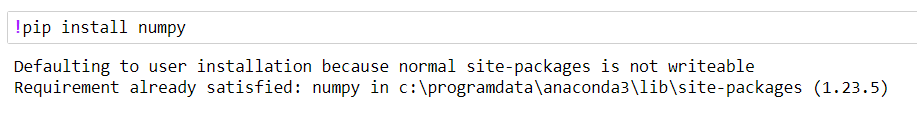 !pip install numpy
Defaulting to user installation because normal site-packages is not writeable
Requirement already satisfied: numpy in c:\programdata\anaconda3\lib\site-packages (1.23.5)